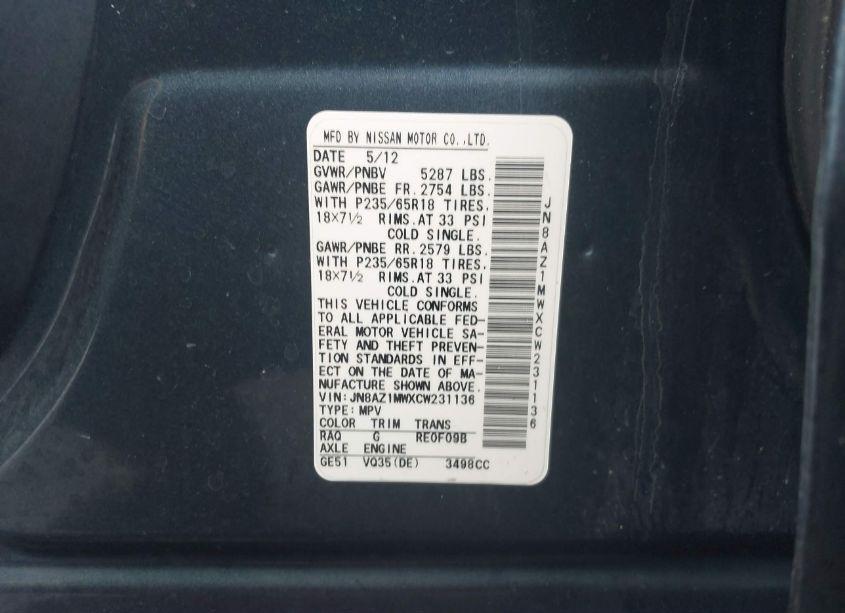 MFD BY NISSAN MOTOR CO.,LTD.
DATE 5/12
GVWR/PNBV 5287 LBS.
GAWR/PNBE FR. 2754 LBS.
WITH P235/65R18 TIRES.
18×7½ RIMS.AT 33 PSI
COLD SINGLE.
GAWR/PNBE RR. 2579 LBS.
WITH P235/65R18 TIRES.
18×7½ RIMS.AT 33 PSI
COLD SINGLE.
THIS VEHICLE CONFORMS
TO ALL APPLICABLE FED-
ERAL MOTOR VEHICLE SA-
FETY AND THEFT PREVEN-
TION STANDARDS IN EFF-
ECT ON THE DATE OF MA-
NUFACTURE SHOWN ABOVE.
VIN:JN8AZ1MWXCW231136
TYPE:MPV
COLOR TRIM TRANS
RAQ G RE0F09B
AXLE ENGINE
GE51 VQ35(DE) 3498CC
JN8AZ1MWXCW231136